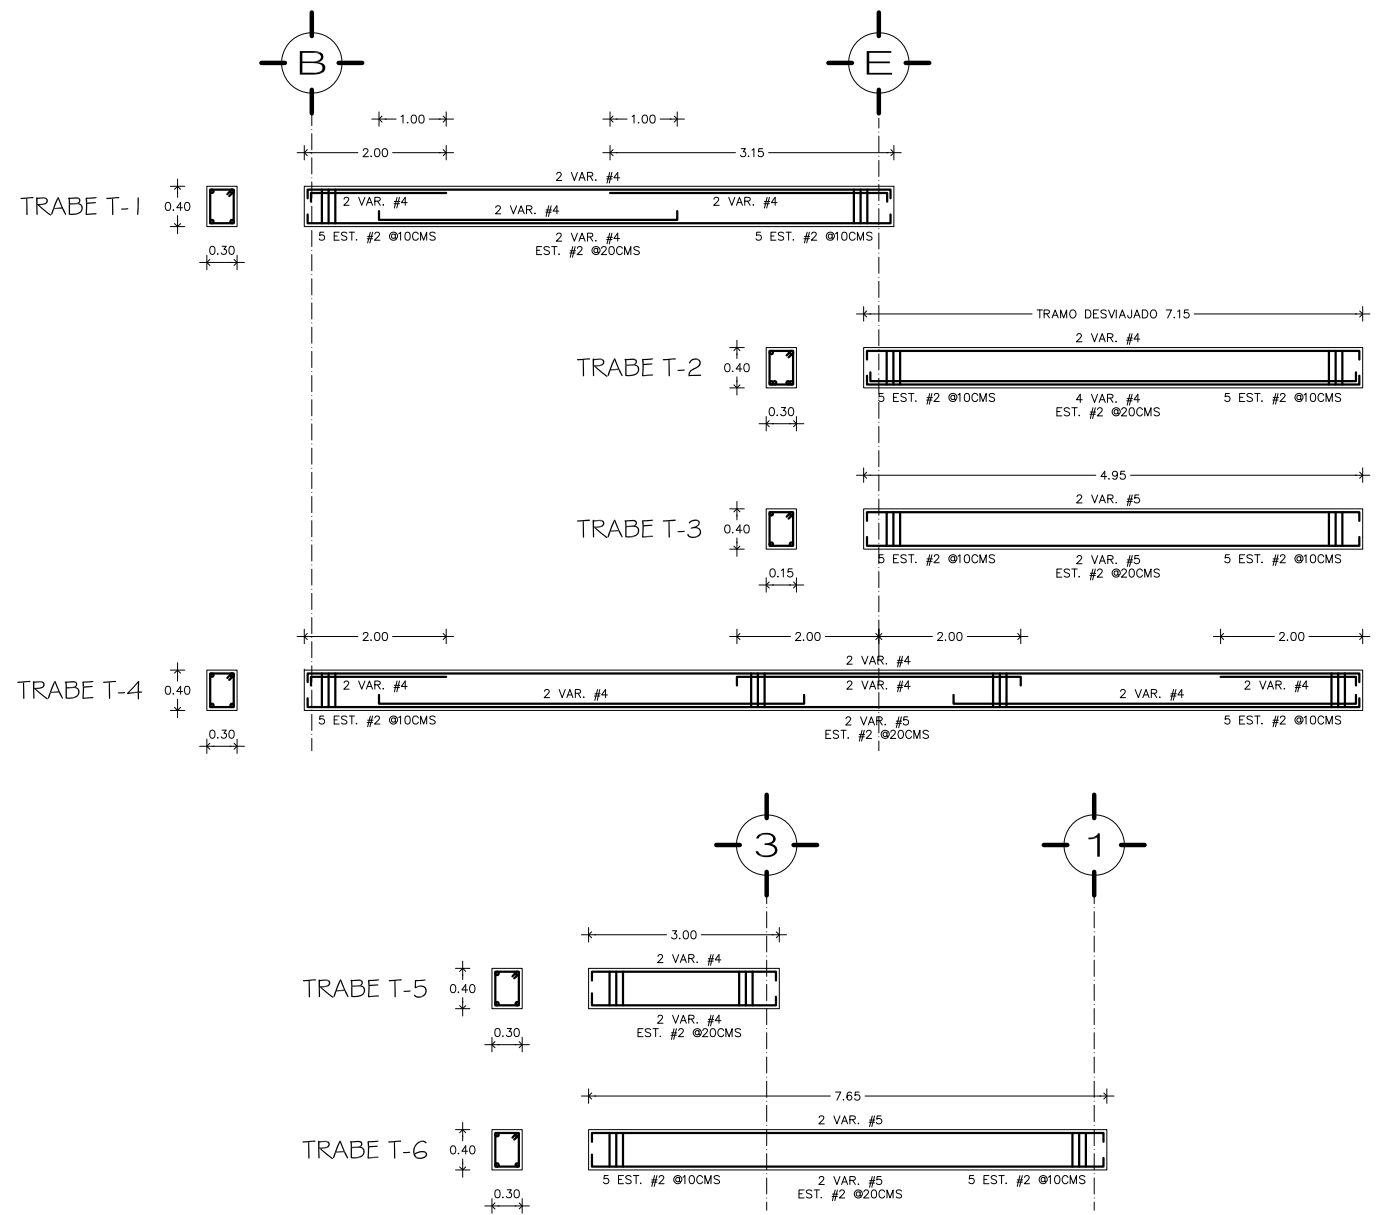 B
E
1.00
1.00
2.00
3.15
2 VAR. #4
TRABE T-1
0.40
2 VAR. #4
2 VAR. #4
2 VAR. #4
0.30
5 EST. #2 @10CMS
2 VAR. #4
5 EST. #2 @10CMS
EST. #2 @20CMS
TRAMO DESVIAJADO 7.15
2 VAR. #4
TRABE T-2
0.40
5 EST. #2 @10CMS
4 VAR. #4
5 EST. #2 @10CMS
0.30
EST. #2 @20CMS
4.95
2 VAR. #5
TRABE T-3
0.40
5 EST. #2 @10CMS
2 VAR. #5
5 EST. #2 @10CMS
0.15
EST. #2 @20CMS
2.00
2.00
2.00
2.00
2 VAR. #4
TRABE T-4
0.40
2 VAR. #4
2 VAR. #4
2 VAR. #4
2 VAR. #4
2 VAR. #4
5 EST. #2 @10CMS
2 VAR. #5
5 EST. #2 @10CMS
0.30
EST. #2 @20CMS
3
1
3.00
2 VAR. #4
TRABE T-5
0.40
2 VAR. #4
0.30
EST. #2 @20CMS
7.65
2 VAR. #5
TRABE T-6
0.40
5 EST. #2 @10CMS
2 VAR. #5
5 EST. #2 @10CMS
0.30
EST. #2 @20CMS